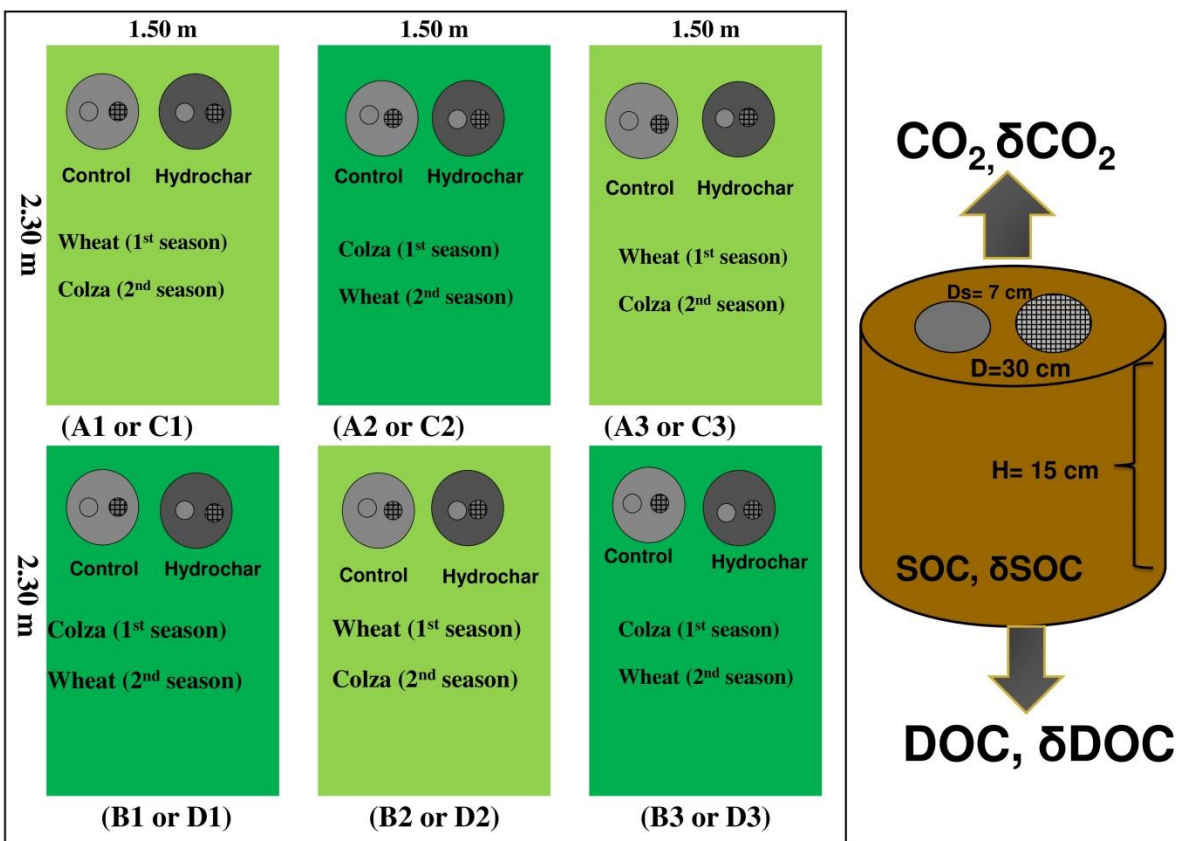 1.50 m 1.50 m 1.50 m
2.30 m
Control Hydrochar
Wheat (1st season)
Colza (2nd season)
(A1 or C1)
Control Hydrochar
Colza (1st season)
Wheat (2nd season)
(A2 or C2)
Control Hydrochar
Wheat (1st season)
Colza (2nd season)
(A3 or C3)
2.30 m
Control Hydrochar
Colza (1st season)
Wheat (2nd season)
(B1 or D1)
Control Hydrochar
Wheat (1st season)
Colza (2nd season)
(B2 or D2)
Control Hydrochar
Colza (1st season)
Wheat (2nd season)
(B3 or D3)
CO₂, δCO₂
Ds= 7 cm
D=30 cm
H= 15 cm
SOC, δSOC
DOC, δDOC